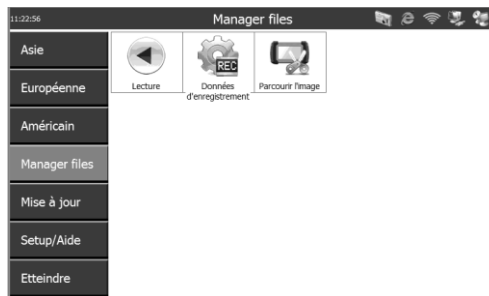 11:22:56
Manager files
Asie
Européenne
Américain
Manager files
Mise à jour
Setup/Aide
Etteindre
Lecture
REC
Données
d'enregistrement
Parcourir l'image